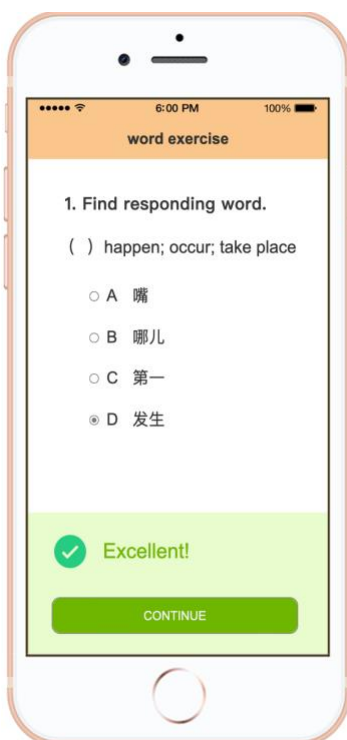 6:00 PM 100%
word exercise
1. Find responding word.
( ) happen; occur; take place
A 嘴
B 哪儿
C 第一
D 发生
Excellent!
CONTINUE